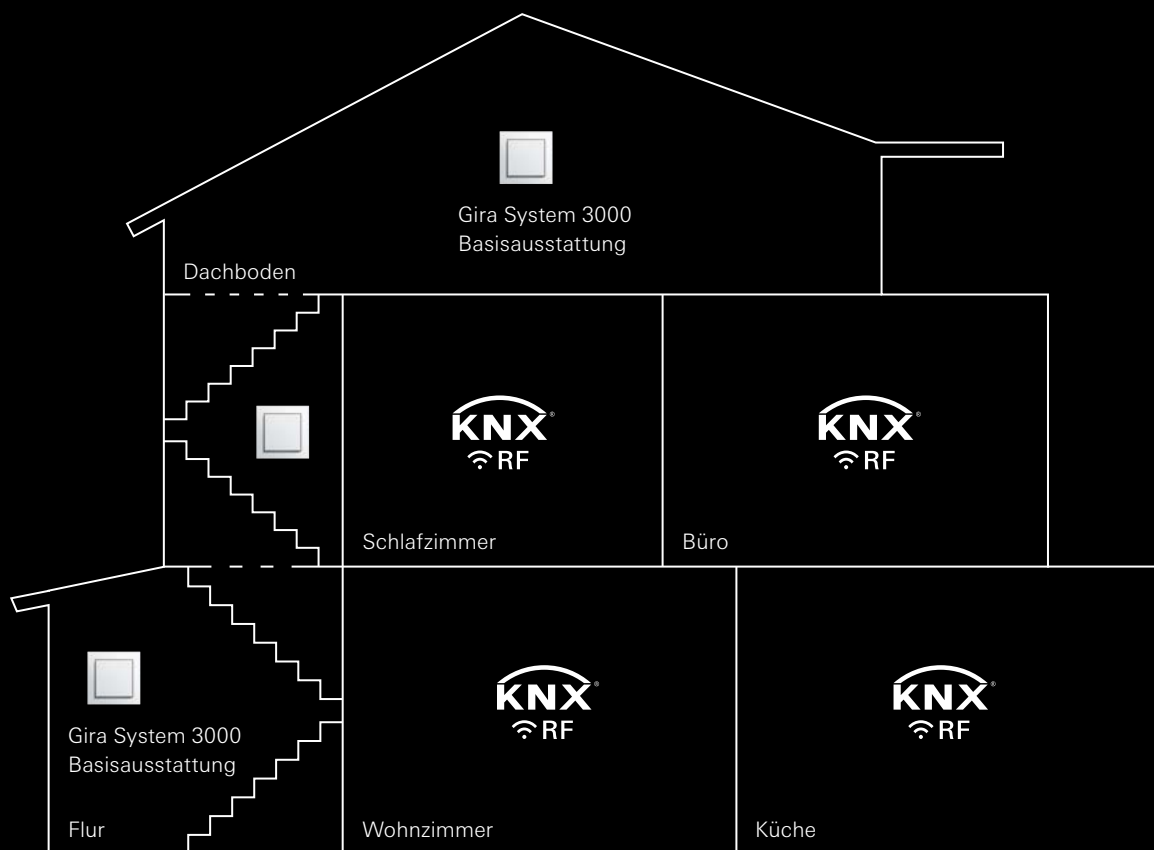 Gira System 3000
Basisausstattung
Dachboden
KNX®
RF
KNX®
RF
Schlafzimmer
Büro
KNX®
RF
KNX®
RF
Gira System 3000
Basisausstattung
Flur
Wohnzimmer
Küche